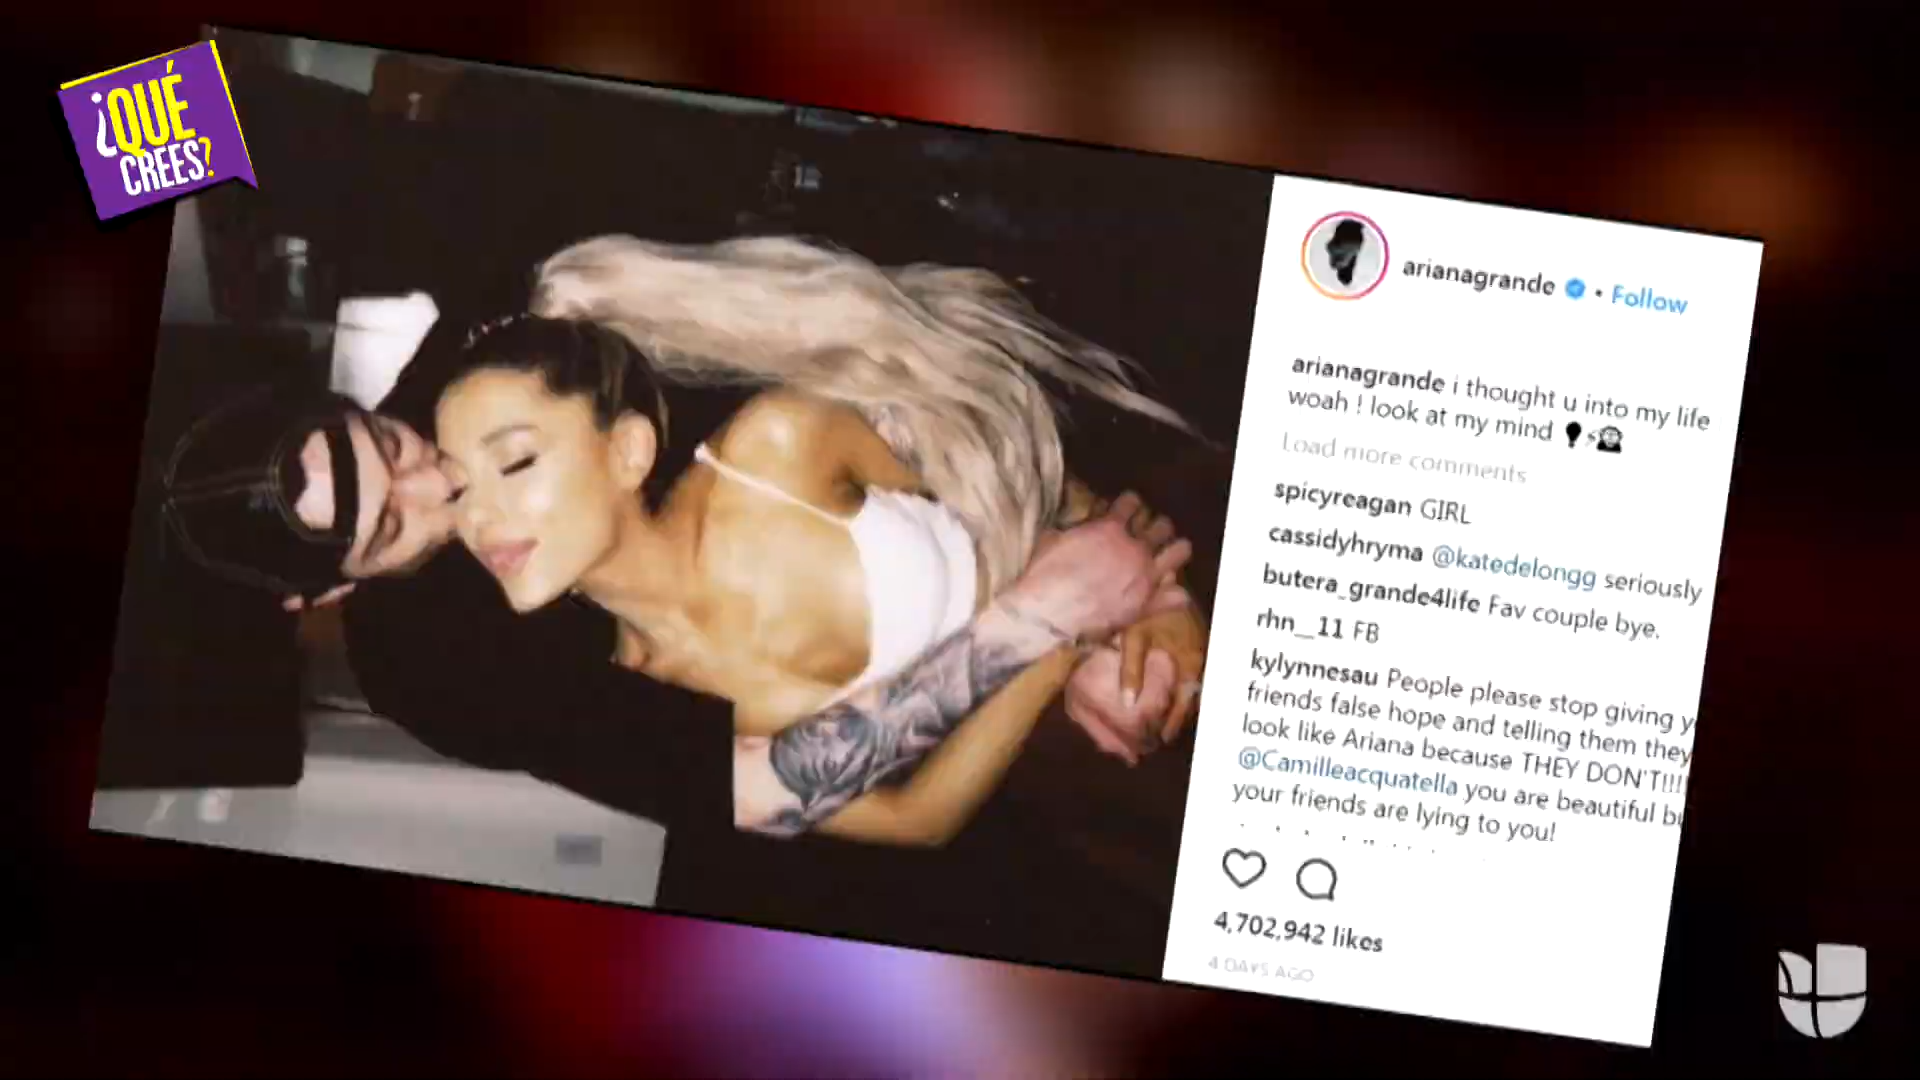 ¿QUÉ
CREES?
arianagrande • Follow
arianagrande i thought u into my life
woah ! look at my mind
Load more comments
spicyreagan GIRL
cassidyhryma @katedelongg seriously
butera_grande4life Fav couple bye.
rhn__11 FB
kylynnesau People please stop giving y
friends false hope and telling them they
look like Ariana because THEY DON'T!!!!
@Camilleacquatella you are beautiful bu
your friends are lying to you!
4,702,942 likes
4 DAYS AGO